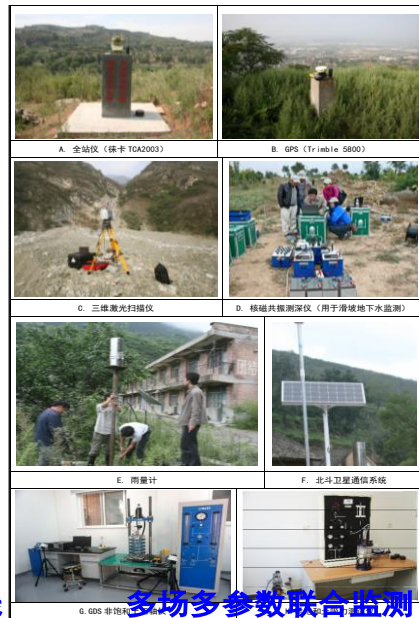 A. 全站仪（徕卡 TCA2003）
B. GPS（Trimble 5800）
C. 三维激光扫描仪
D. 核磁共振测深仪（用于滑坡地下水监测）
E. 雨量计
F. 北斗卫星通信系统
G.GDS 非饱和
多场多参数联合监测